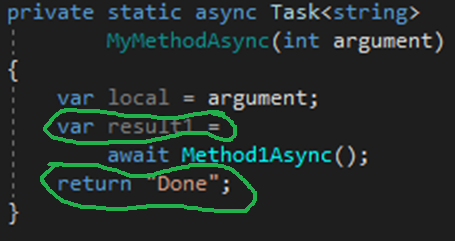 private static async Task<string>
MyMethodAsync(int argument)
{
var local = argument;
var result1 =
await Method1Async();
return "Done";
}